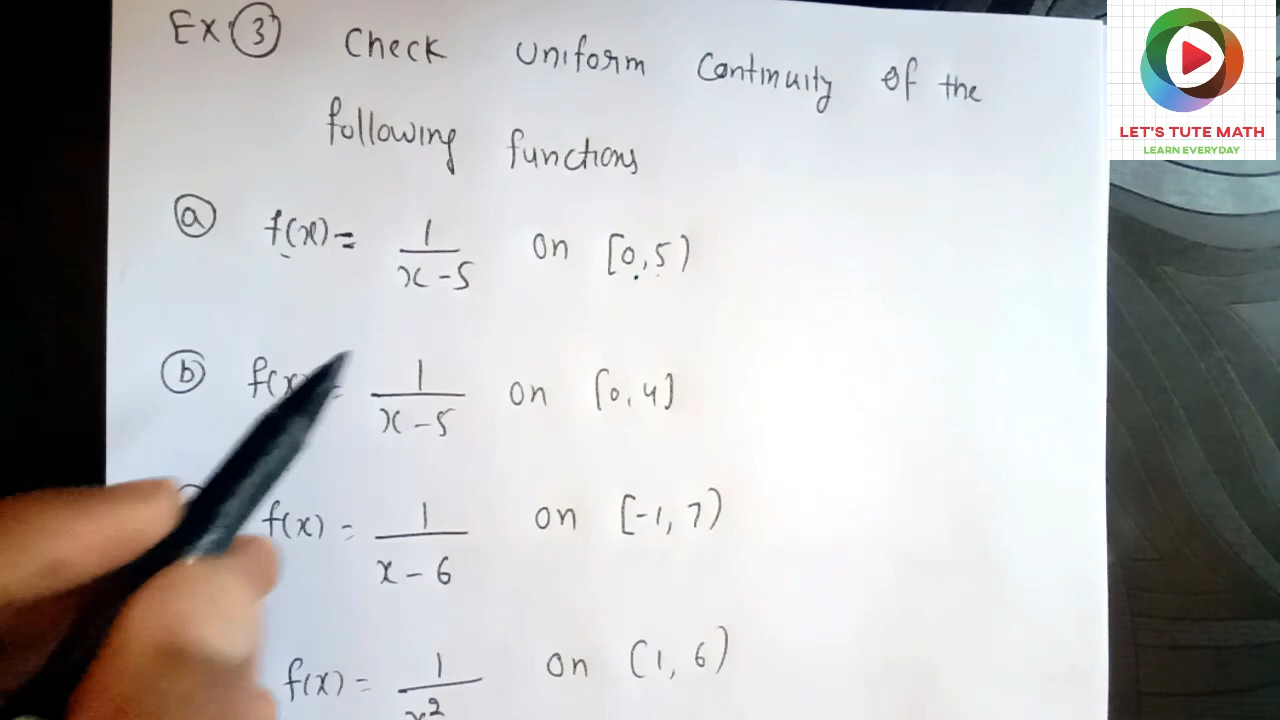 Ex ③ Check uniform continuity of the
following functions
ⓐ f(x) = 1/(x-5) on [0,5)
ⓑ f(x) = 1/(x-5) on [0,4]
f(x) = 1/(x-6) on [-1,7)
f(x) = 1/x² on (1,6)
LET'S TUTE MATH
LEARN EVERYDAY